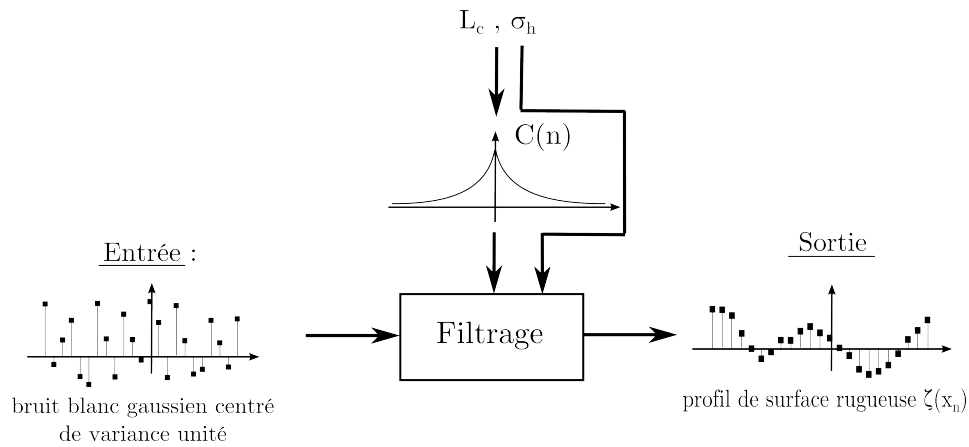 L_c , σ_h
C(n)
Entrée :
Sortie
Filtrage
bruit blanc gaussien centré
de variance unité
profil de surface rugueuse ζ(x_n)